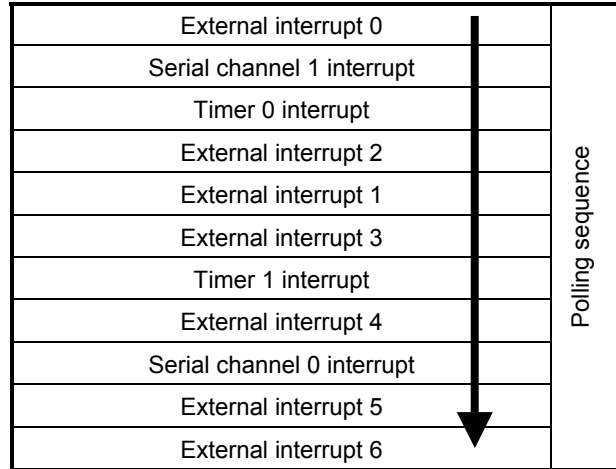 External interrupt 0
Serial channel 1 interrupt
Timer 0 interrupt
External interrupt 2
External interrupt 1
External interrupt 3
Timer 1 interrupt
External interrupt 4
Serial channel 0 interrupt
External interrupt 5
External interrupt 6
Polling sequence